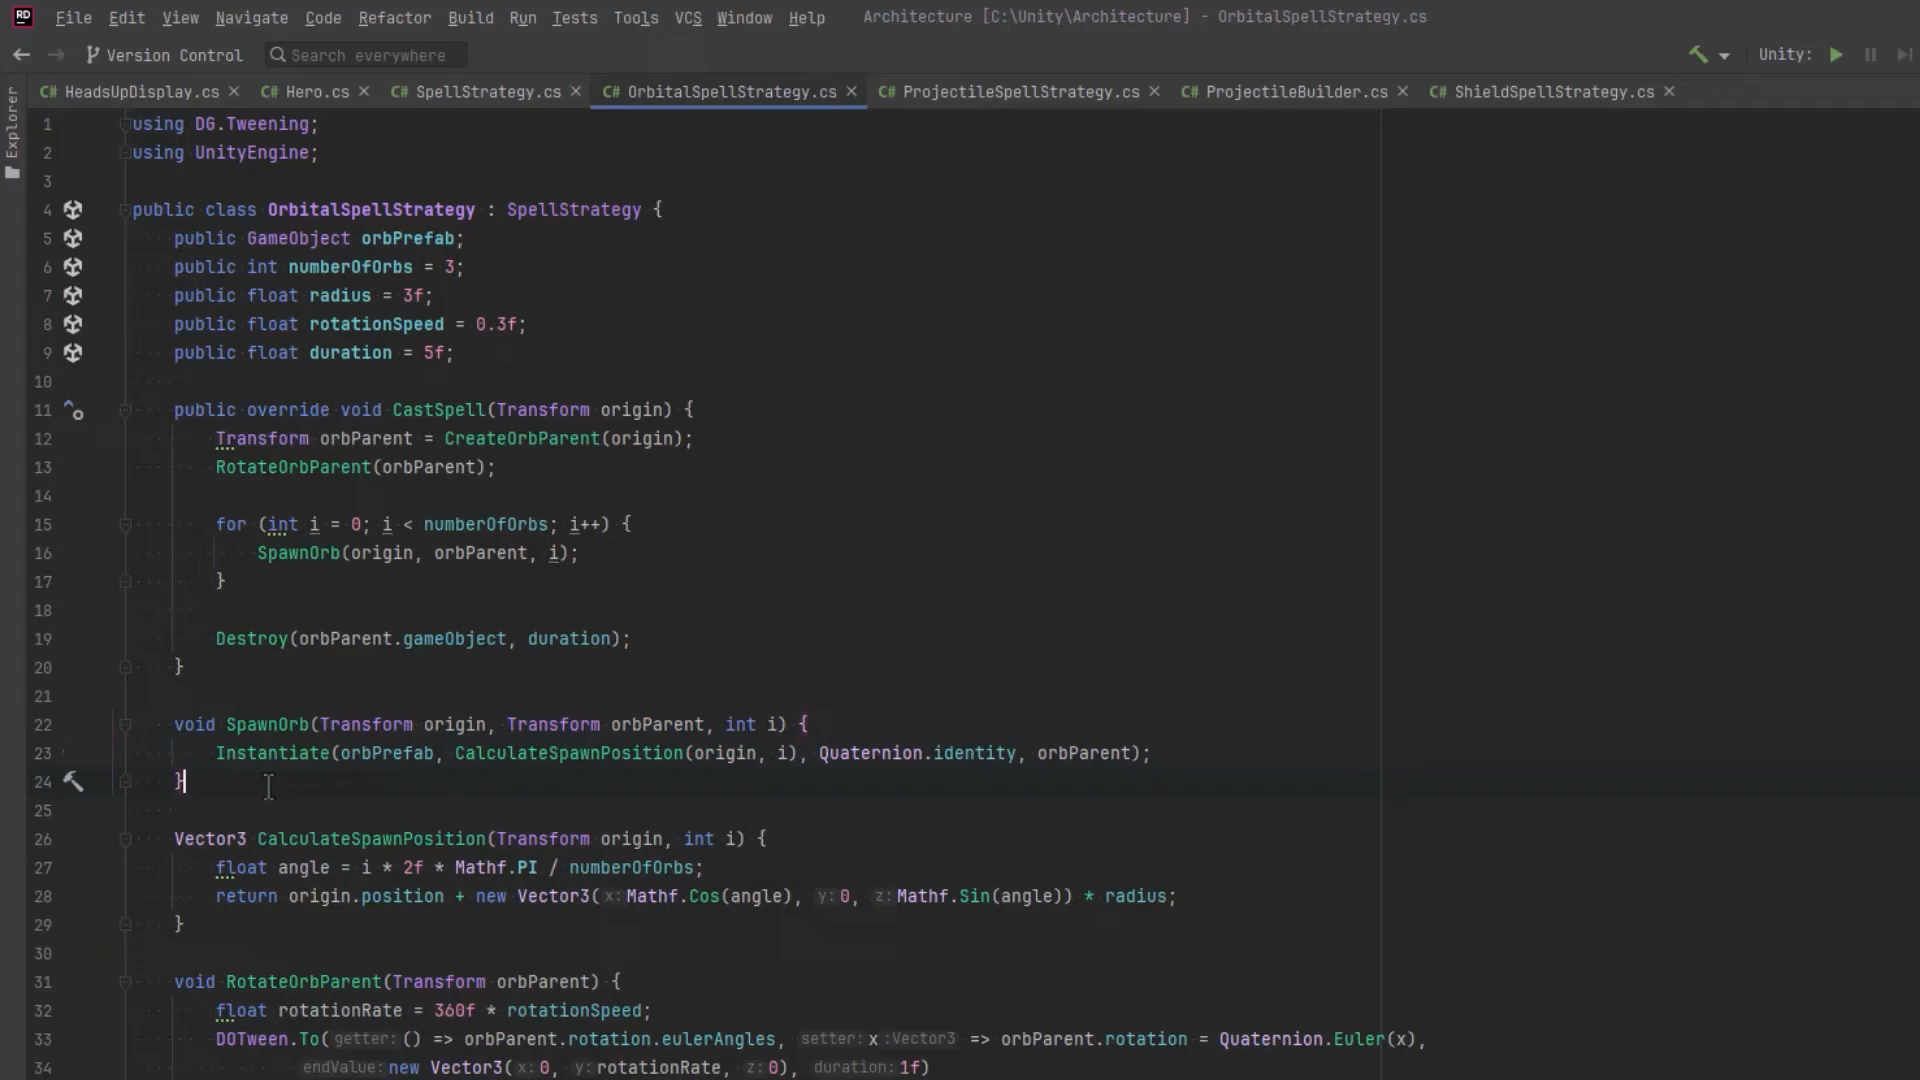 RD File Edit View Navigate Code Refactor Build Run Tests Tools VCS Window Help Architecture [C:\Unity\Architecture] - OrbitalSpellStrategy.cs
Version Control Search everywhere Unity:
Explorer
C# HeadsUpDisplay.cs C# Hero.cs C# SpellStrategy.cs C# OrbitalSpellStrategy.cs C# ProjectileSpellStrategy.cs C# ProjectileBuilder.cs C# ShieldSpellStrategy.cs
1 using DG.Tweening;
2 using UnityEngine;
3
4 public class OrbitalSpellStrategy : SpellStrategy {
5 public GameObject orbPrefab;
6 public int numberOfOrbs = 3;
7 public float radius = 3f;
8 public float rotationSpeed = 0.3f;
9 public float duration = 5f;
10
11 public override void CastSpell(Transform origin) {
12 Transform orbParent = CreateOrbParent(origin);
13 RotateOrbParent(orbParent);
14
15 for (int i = 0; i < numberOfOrbs; i++) {
16 SpawnOrb(origin, orbParent, i);
17 }
18
19 Destroy(orbParent.gameObject, duration);
20 }
21
22 void SpawnOrb(Transform origin, Transform orbParent, int i) {
23 Instantiate(orbPrefab, CalculateSpawnPosition(origin, i), Quaternion.identity, orbParent);
24 }
25
26 Vector3 CalculateSpawnPosition(Transform origin, int i) {
27 float angle = i * 2f * Mathf.PI / numberOfOrbs;
28 return origin.position + new Vector3(x:Mathf.Cos(angle), y:0, z:Mathf.Sin(angle)) * radius;
29 }
30
31 void RotateOrbParent(Transform orbParent) {
32 float rotationRate = 360f * rotationSpeed;
33 DOTween.To(getter: () => orbParent.rotation.eulerAngles, setter: x:Vector3 => orbParent.rotation = Quaternion.Euler(x),
34 endValue:new Vector3(x:0, y:rotationRate, z:0), duration:1f)